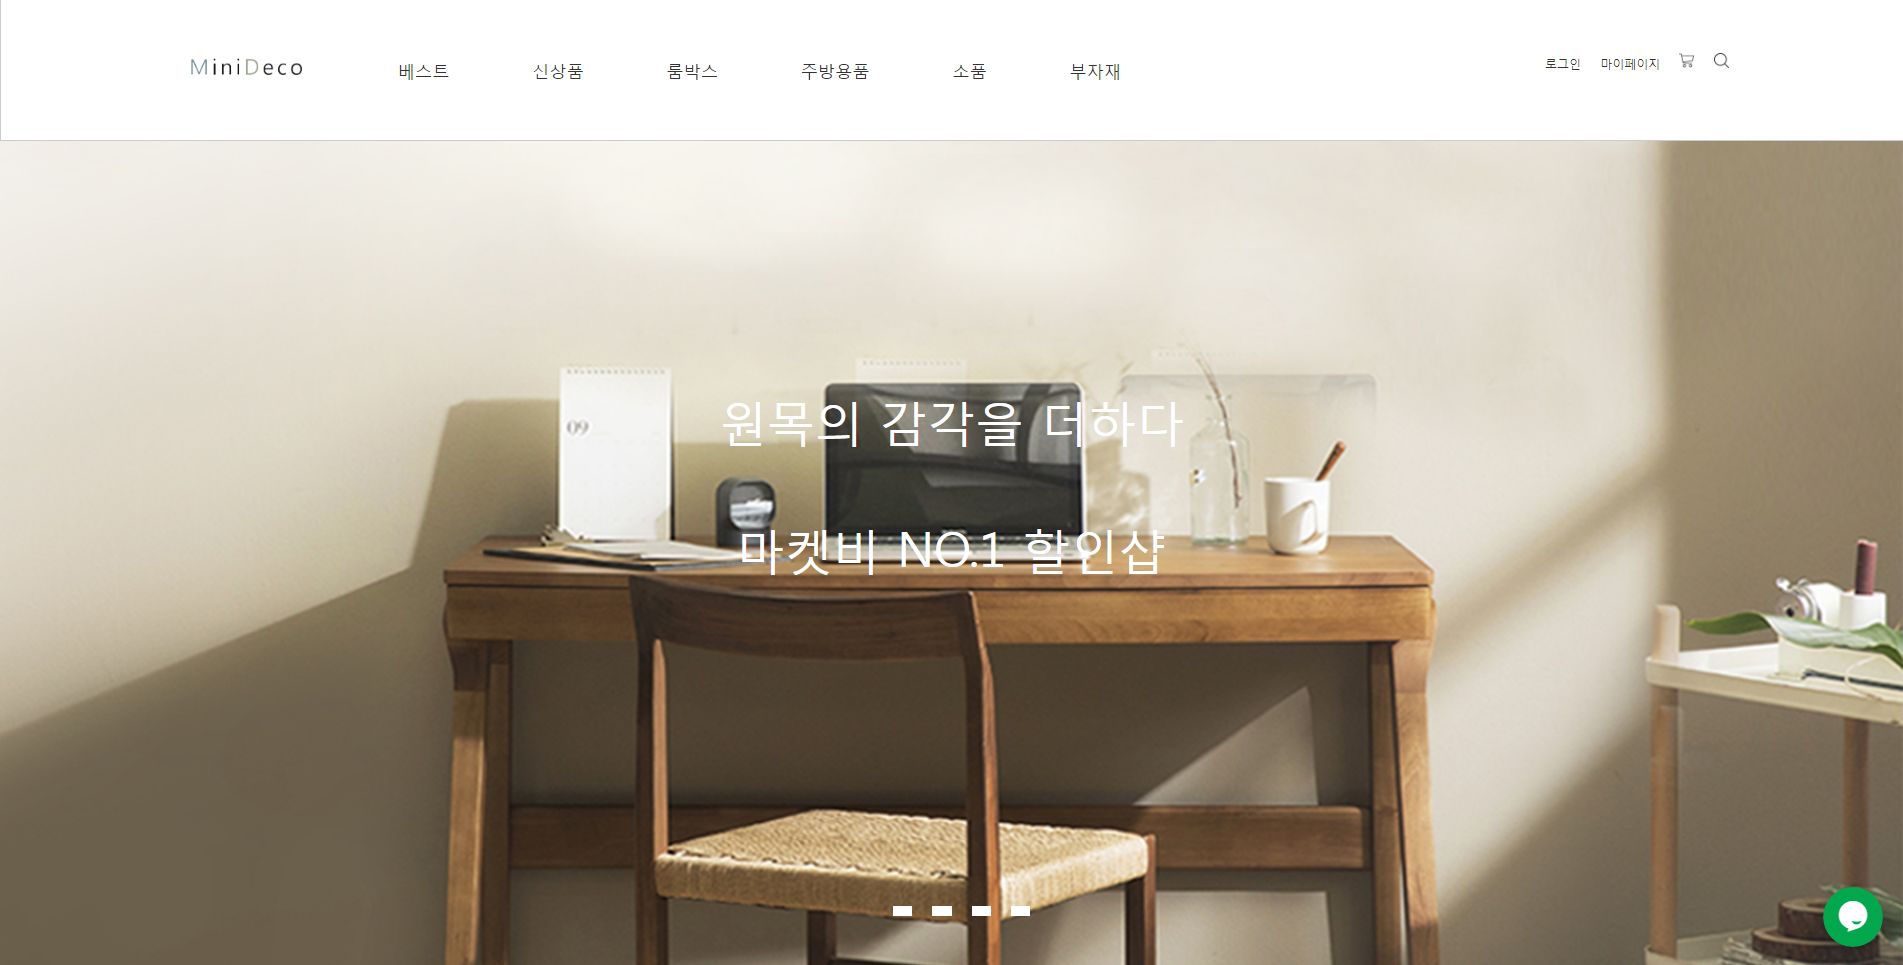 MiniDeco
베스트 신상품 룸박스 주방용품 소품 부자재
로그인 마이페이지
09
원목의 감각을 더하다
마켓비 NO.1 할인샵